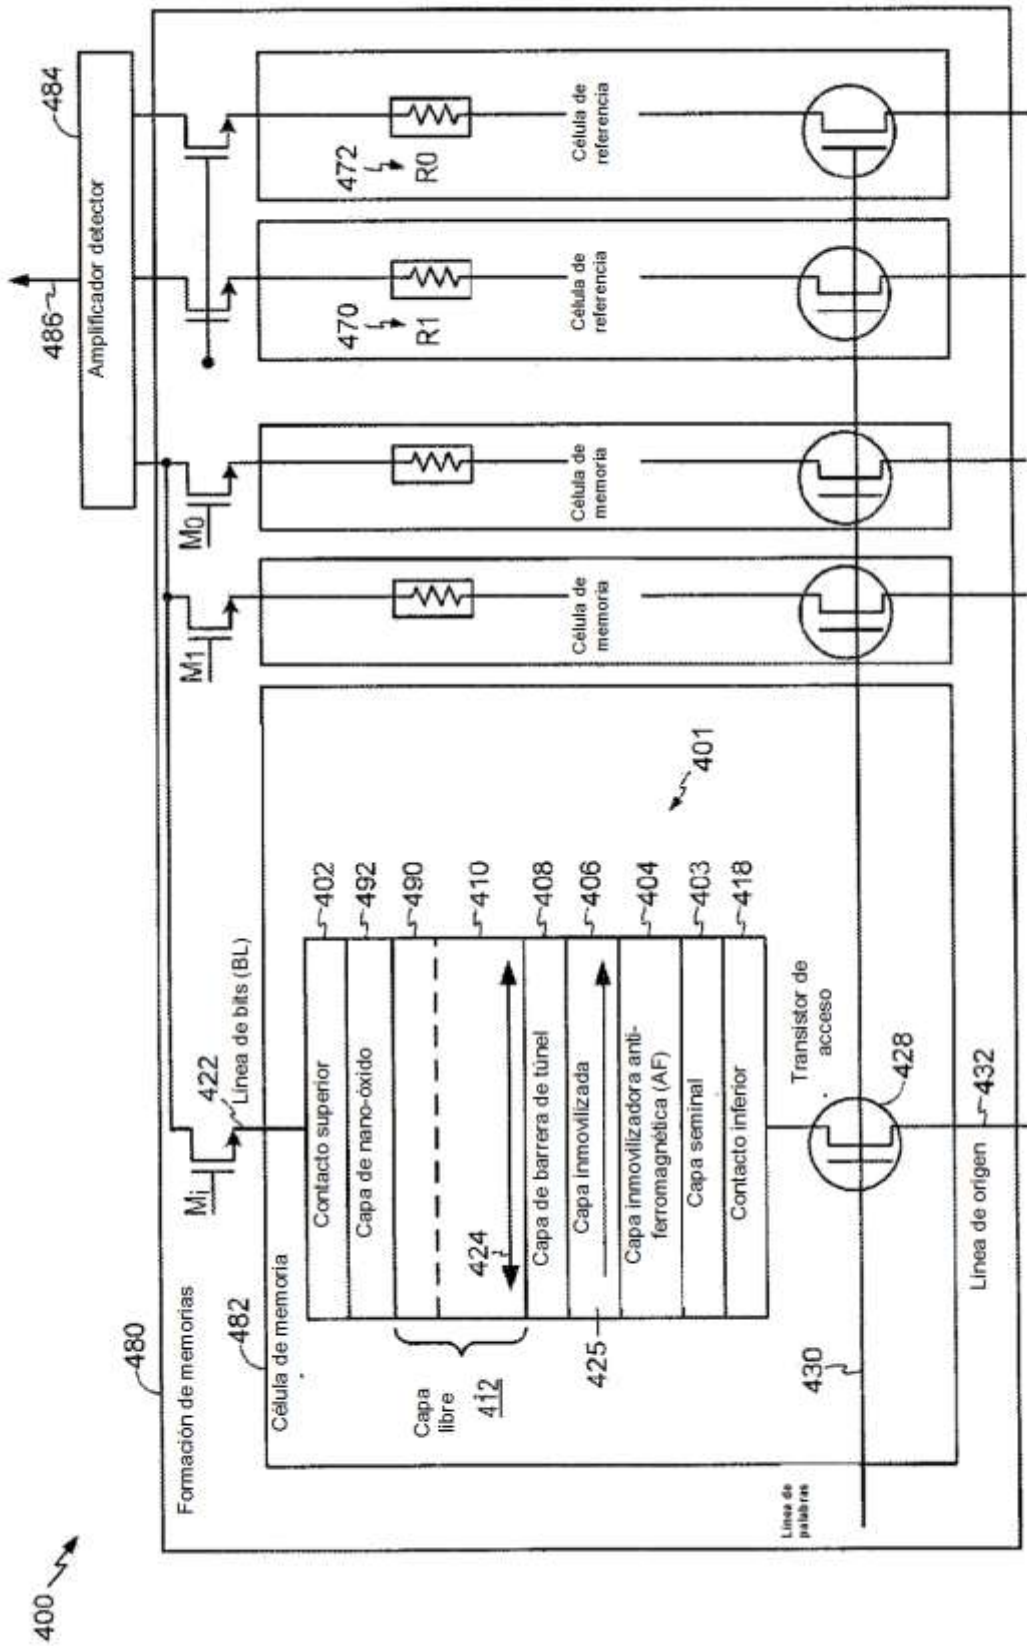 400
480
Formación de memorias
482
Célula de memoria
Mi
422
Línea de bits (BL)
M1
M0
486
Amplificador detector
484
Contacto superior
402
Capa de nano-óxido
492
490
410
424
Capa
libre
412
Capa de barrera de túnel
408
Capa inmovilizada
406
425
Capa inmovilizadora anti-
ferromagnética (AF)
404
Capa seminal
403
Contacto inferior
418
401
Célula de
memoria
Célula de
memoria
470
R1
Célula de
referencia
472
R0
Célula de
referencia
Línea de
palabras
430
Transistor de
acceso
428
Línea de origen
432